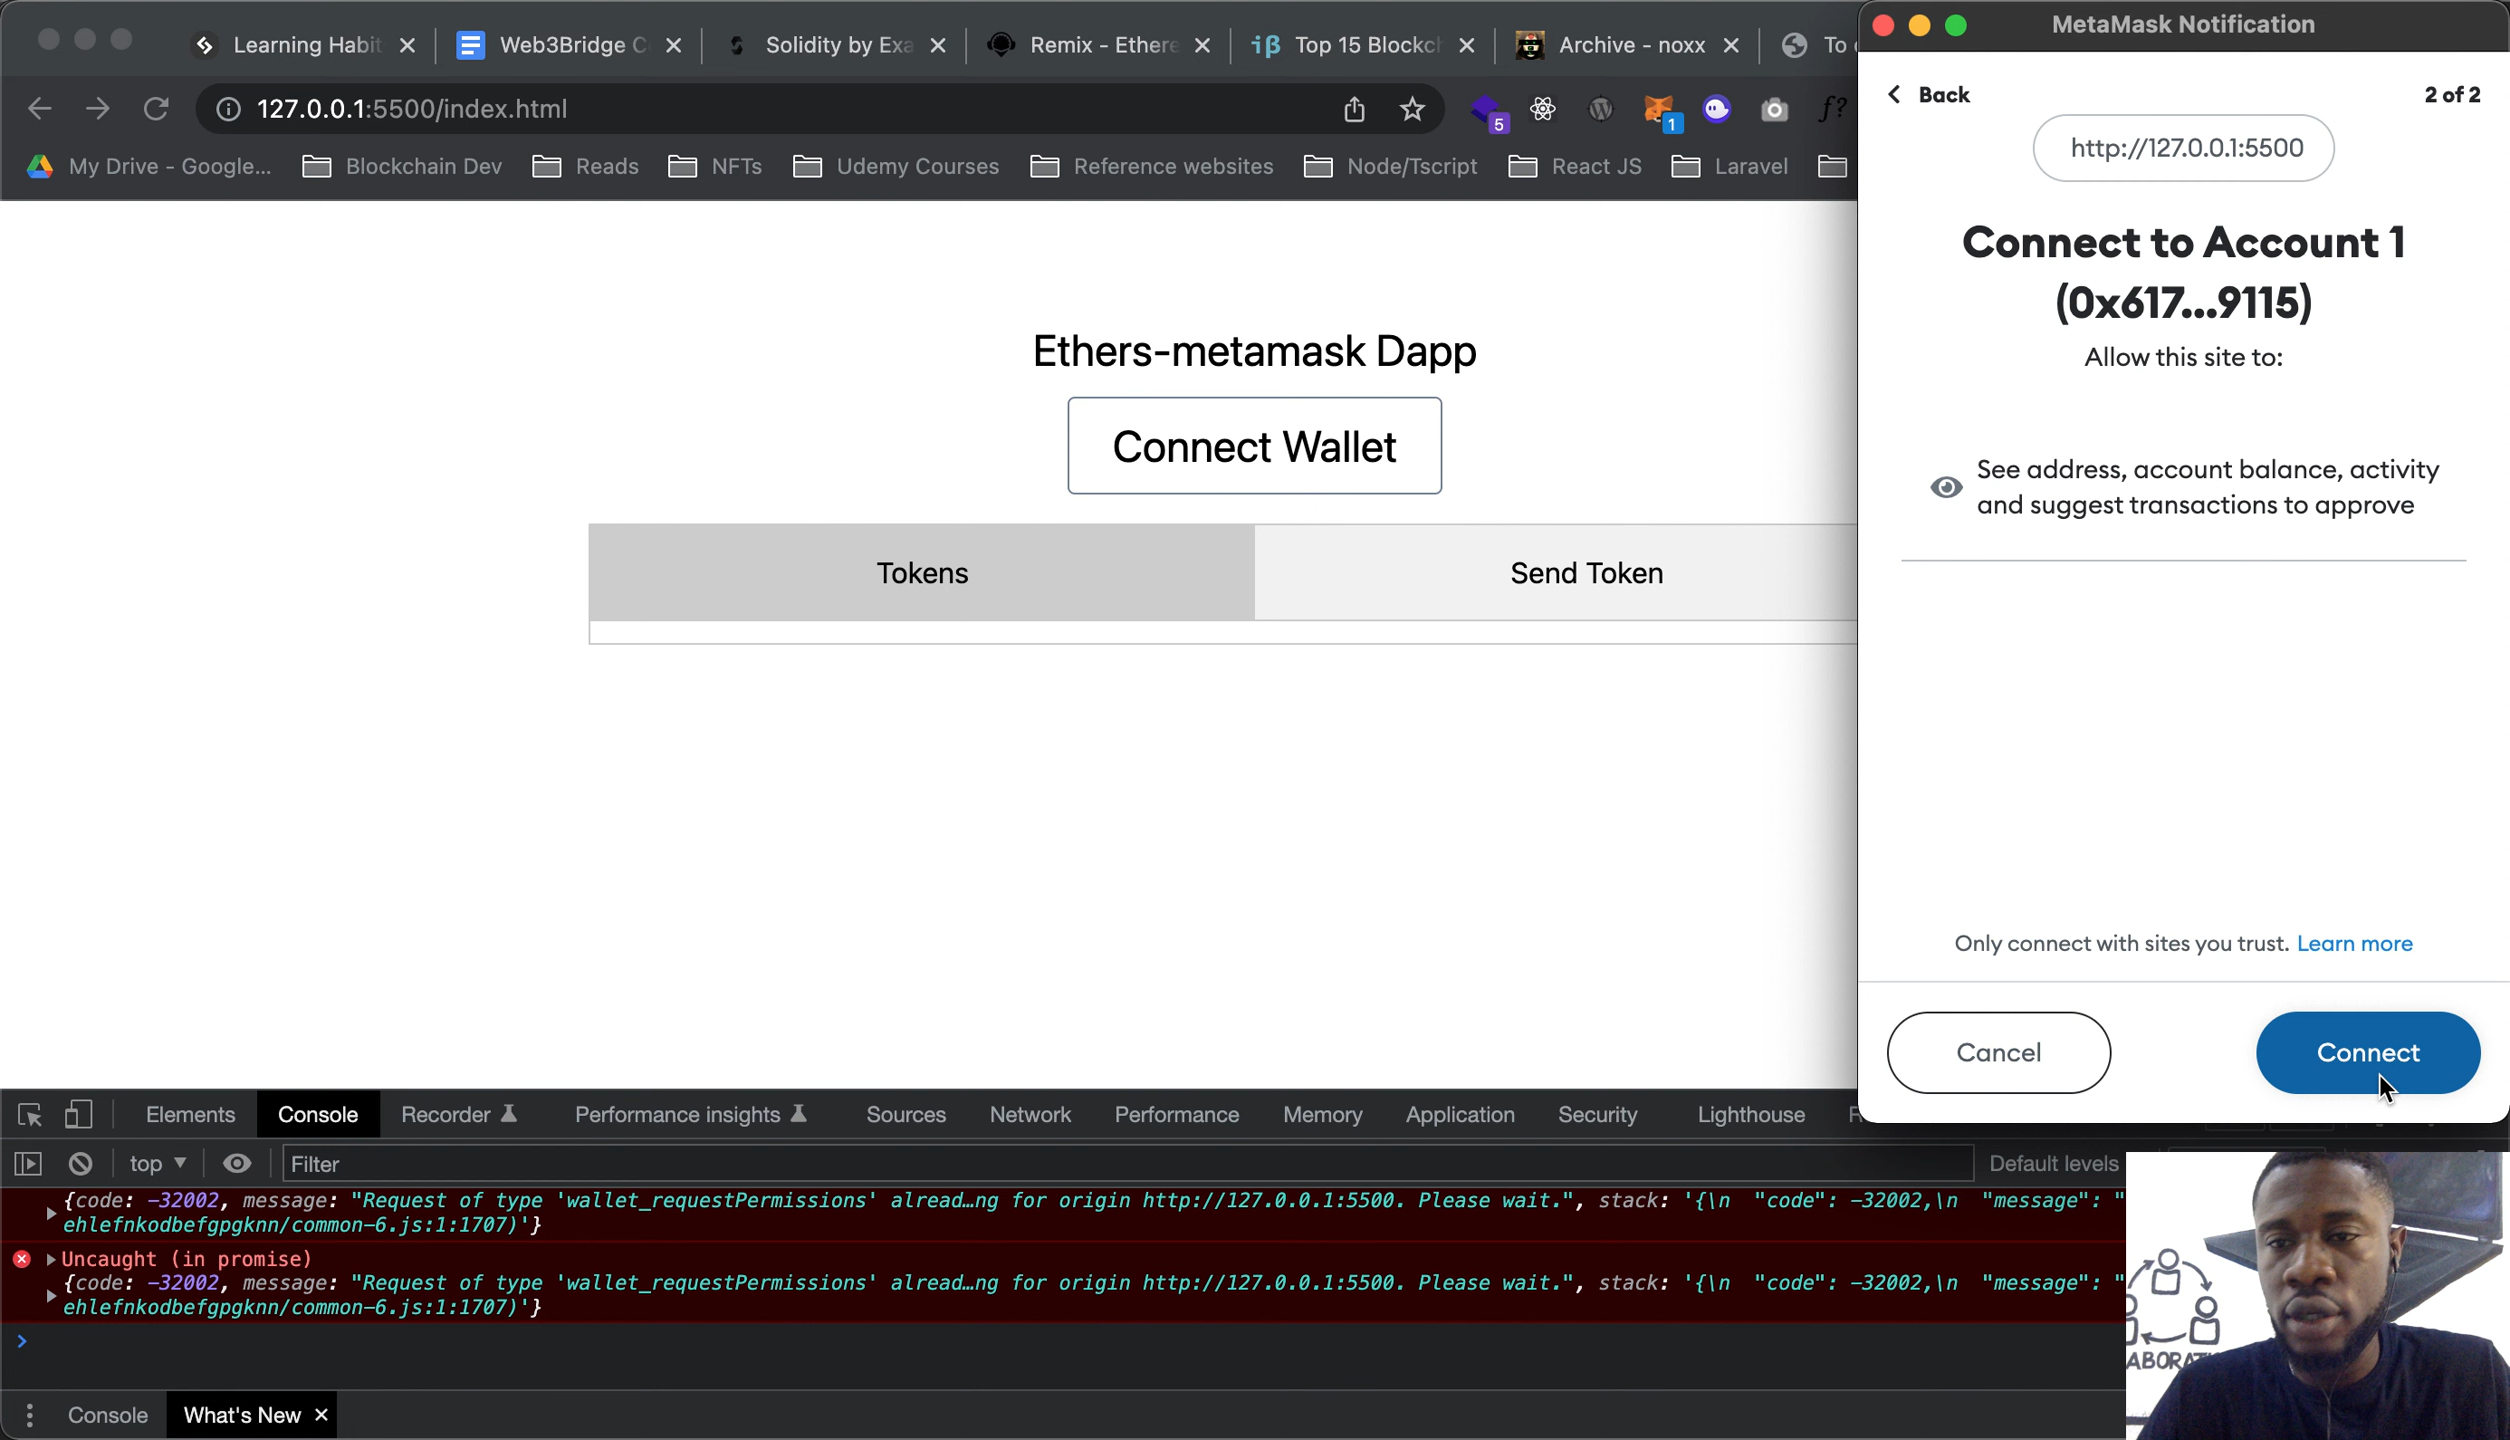 Learning Habit
Web3Bridge C
Solidity by Exa
Remix - Ethere
Top 15 Blockch
Archive - noxx
To
MetaMask Notification
127.0.0.1:5500/index.html
5
1
f?
My Drive - Google...
Blockchain Dev
Reads
NFTs
Udemy Courses
Reference websites
Node/Tscript
React JS
Laravel
Back
2 of 2
http://127.0.0.1:5500
Connect to Account 1
(0x617...9115)
Allow this site to:
See address, account balance, activity
and suggest transactions to approve
Only connect with sites you trust. Learn more
Cancel
Connect
Ethers-metamask Dapp
Connect Wallet
Tokens
Send Token
Elements
Console
Recorder
Performance insights
Sources
Network
Performance
Memory
Application
Security
Lighthouse
top
Filter
Default levels
{code: -32002, message: "Request of type 'wallet_requestPermissions' alread…ng for origin http://127.0.0.1:5500. Please wait.", stack: '{\n  "code": -32002,\n  "message": "
ehlefnkodbefgpgknn/common-6.js:1:1707)'}
Uncaught (in promise)
{code: -32002, message: "Request of type 'wallet_requestPermissions' alread…ng for origin http://127.0.0.1:5500. Please wait.", stack: '{\n  "code": -32002,\n  "message": "
ehlefnkodbefgpgknn/common-6.js:1:1707)'}
Console
What's New